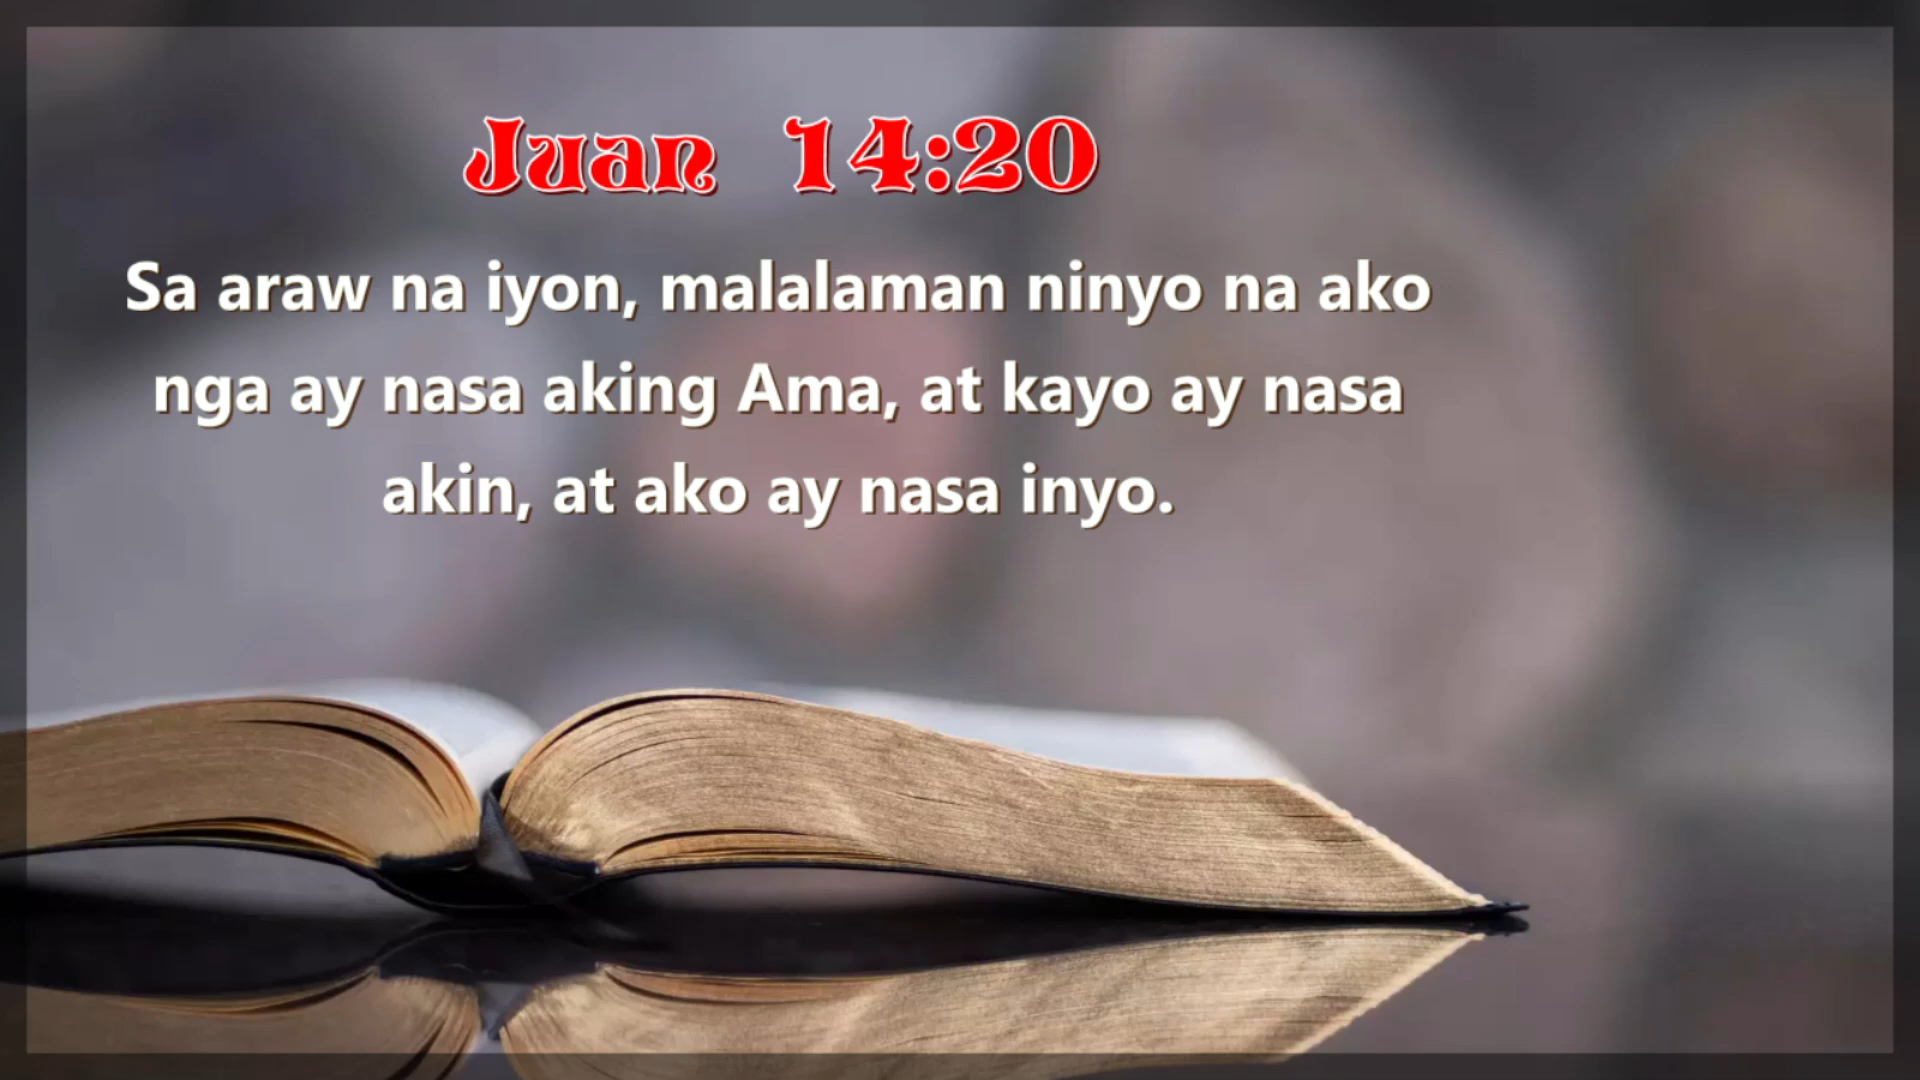 Juan 14:20
Sa araw na iyon, malalaman ninyo na ako
nga ay nasa aking Ama, at kayo ay nasa
akin, at ako ay nasa inyo.